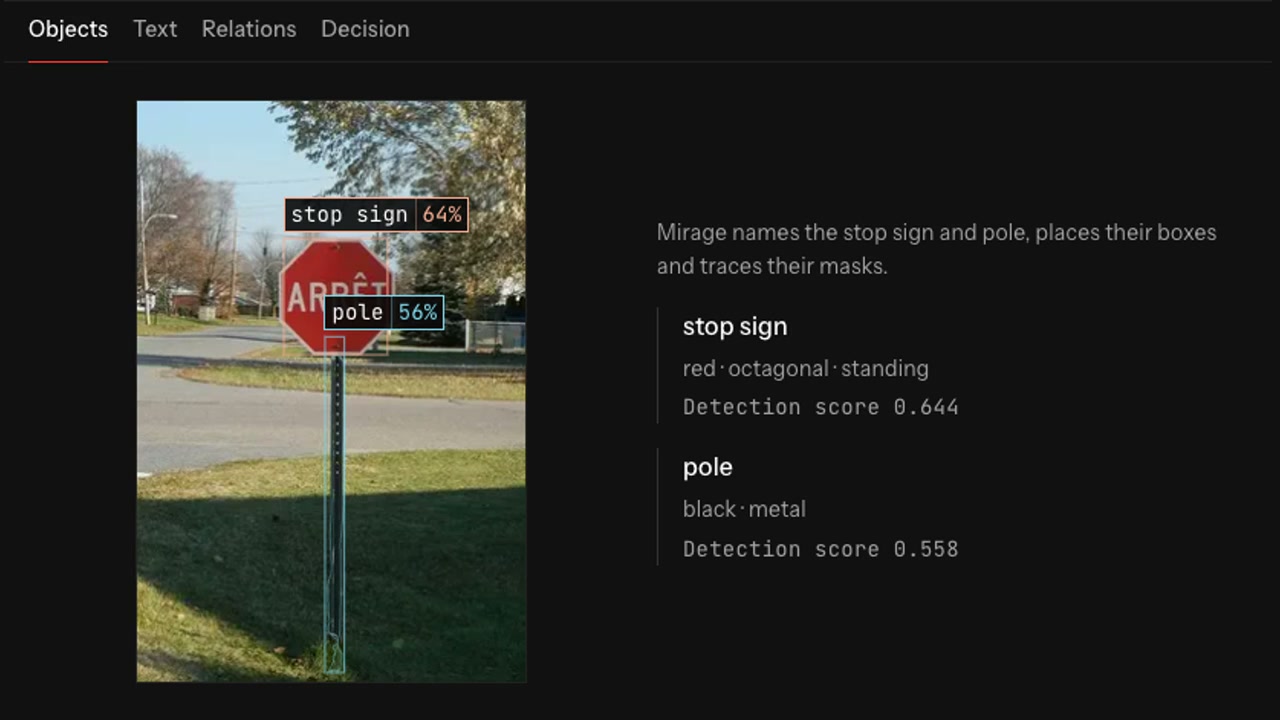 Objects Text Relations Decision
stop sign 64%
ARRÊT
pole 56%
Mirage names the stop sign and pole, places their boxes
and traces their masks.
stop sign
red · octagonal · standing
Detection score 0.644
pole
black · metal
Detection score 0.558